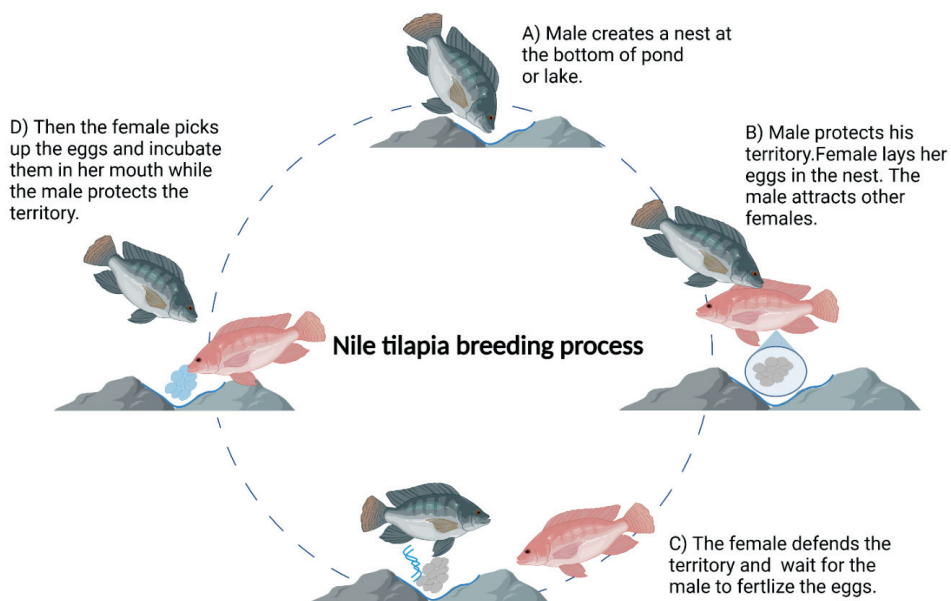 A) Male creates a nest at
the bottom of pond
or lake.
B) Male protects his
territory.Female lays her
eggs in the nest. The
male attracts other
females.
C) The female defends the
territory and  wait for the
male to fertlize the eggs.
D) Then the female picks
up the eggs and incubate
them in her mouth while
the male protects the
territory.
Nile tilapia breeding process